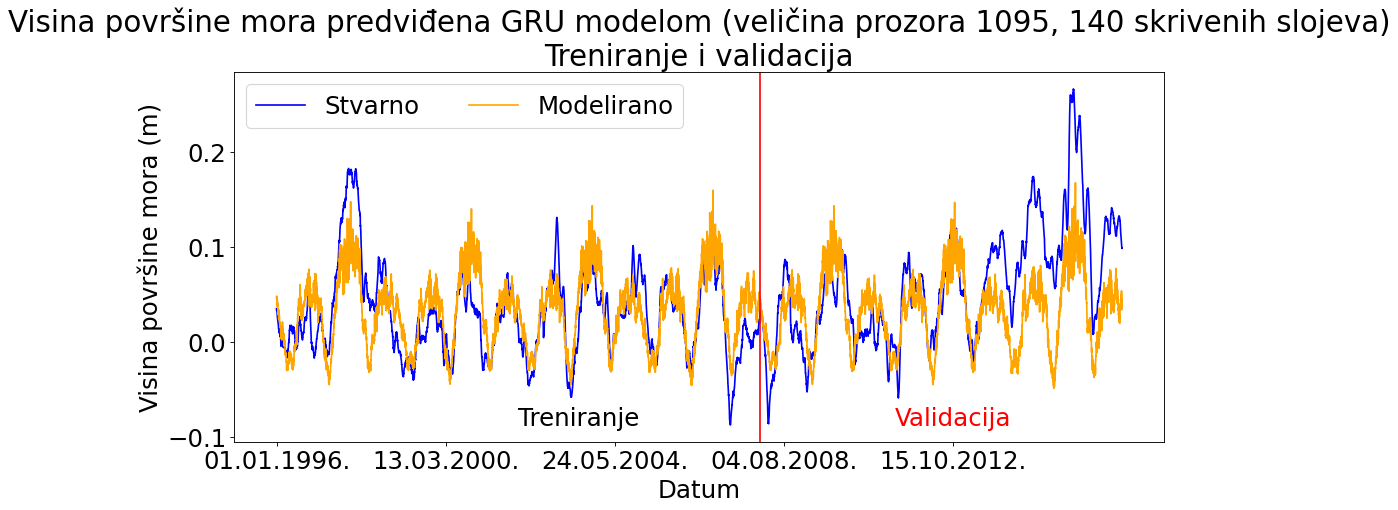 Visina površine mora predviđena GRU modelom (veličina prozora 1095, 140 skrivenih slojeva)
Treniranje i validacija
Stvarno
Modelirano
Visina površine mora (m)
0.2
0.1
0.0
−0.1
Treniranje
Validacija
01.01.1996.
13.03.2000.
24.05.2004.
04.08.2008.
15.10.2012.
Datum